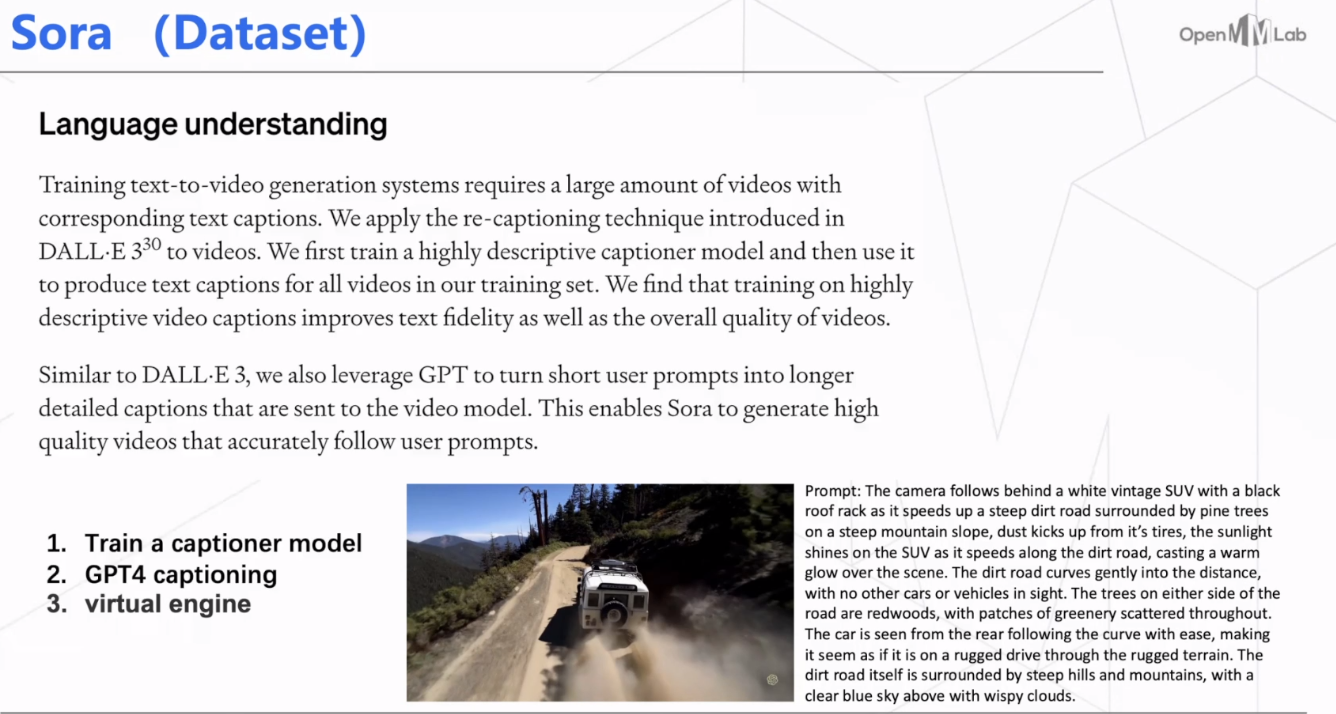 Sora (Dataset)
OpenMMLab
Language understanding
Training text-to-video generation systems requires a large amount of videos with
corresponding text captions. We apply the re-captioning technique introduced in
DALL·E 3³⁰ to videos. We first train a highly descriptive captioner model and then use it
to produce text captions for all videos in our training set. We find that training on highly
descriptive video captions improves text fidelity as well as the overall quality of videos.
Similar to DALL·E 3, we also leverage GPT to turn short user prompts into longer
detailed captions that are sent to the video model. This enables Sora to generate high
quality videos that accurately follow user prompts.
1. Train a captioner model
2. GPT4 captioning
3. virtual engine
Prompt: The camera follows behind a white vintage SUV with a black
roof rack as it speeds up a steep dirt road surrounded by pine trees
on a steep mountain slope, dust kicks up from it's tires, the sunlight
shines on the SUV as it speeds along the dirt road, casting a warm
glow over the scene. The dirt road curves gently into the distance,
with no other cars or vehicles in sight. The trees on either side of the
road are redwoods, with patches of greenery scattered throughout.
The car is seen from the rear following the curve with ease, making
it seem as if it is on a rugged drive through the rugged terrain. The
dirt road itself is surrounded by steep hills and mountains, with a
clear blue sky above with wispy clouds.